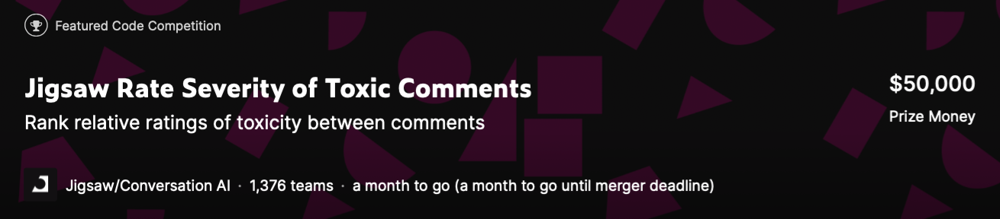 Featured Code Competition
Jigsaw Rate Severity of Toxic Comments
$50,000
Rank relative ratings of toxicity between comments
Prize Money
Jigsaw/Conversation AI · 1,376 teams · a month to go (a month to go until merger deadline)